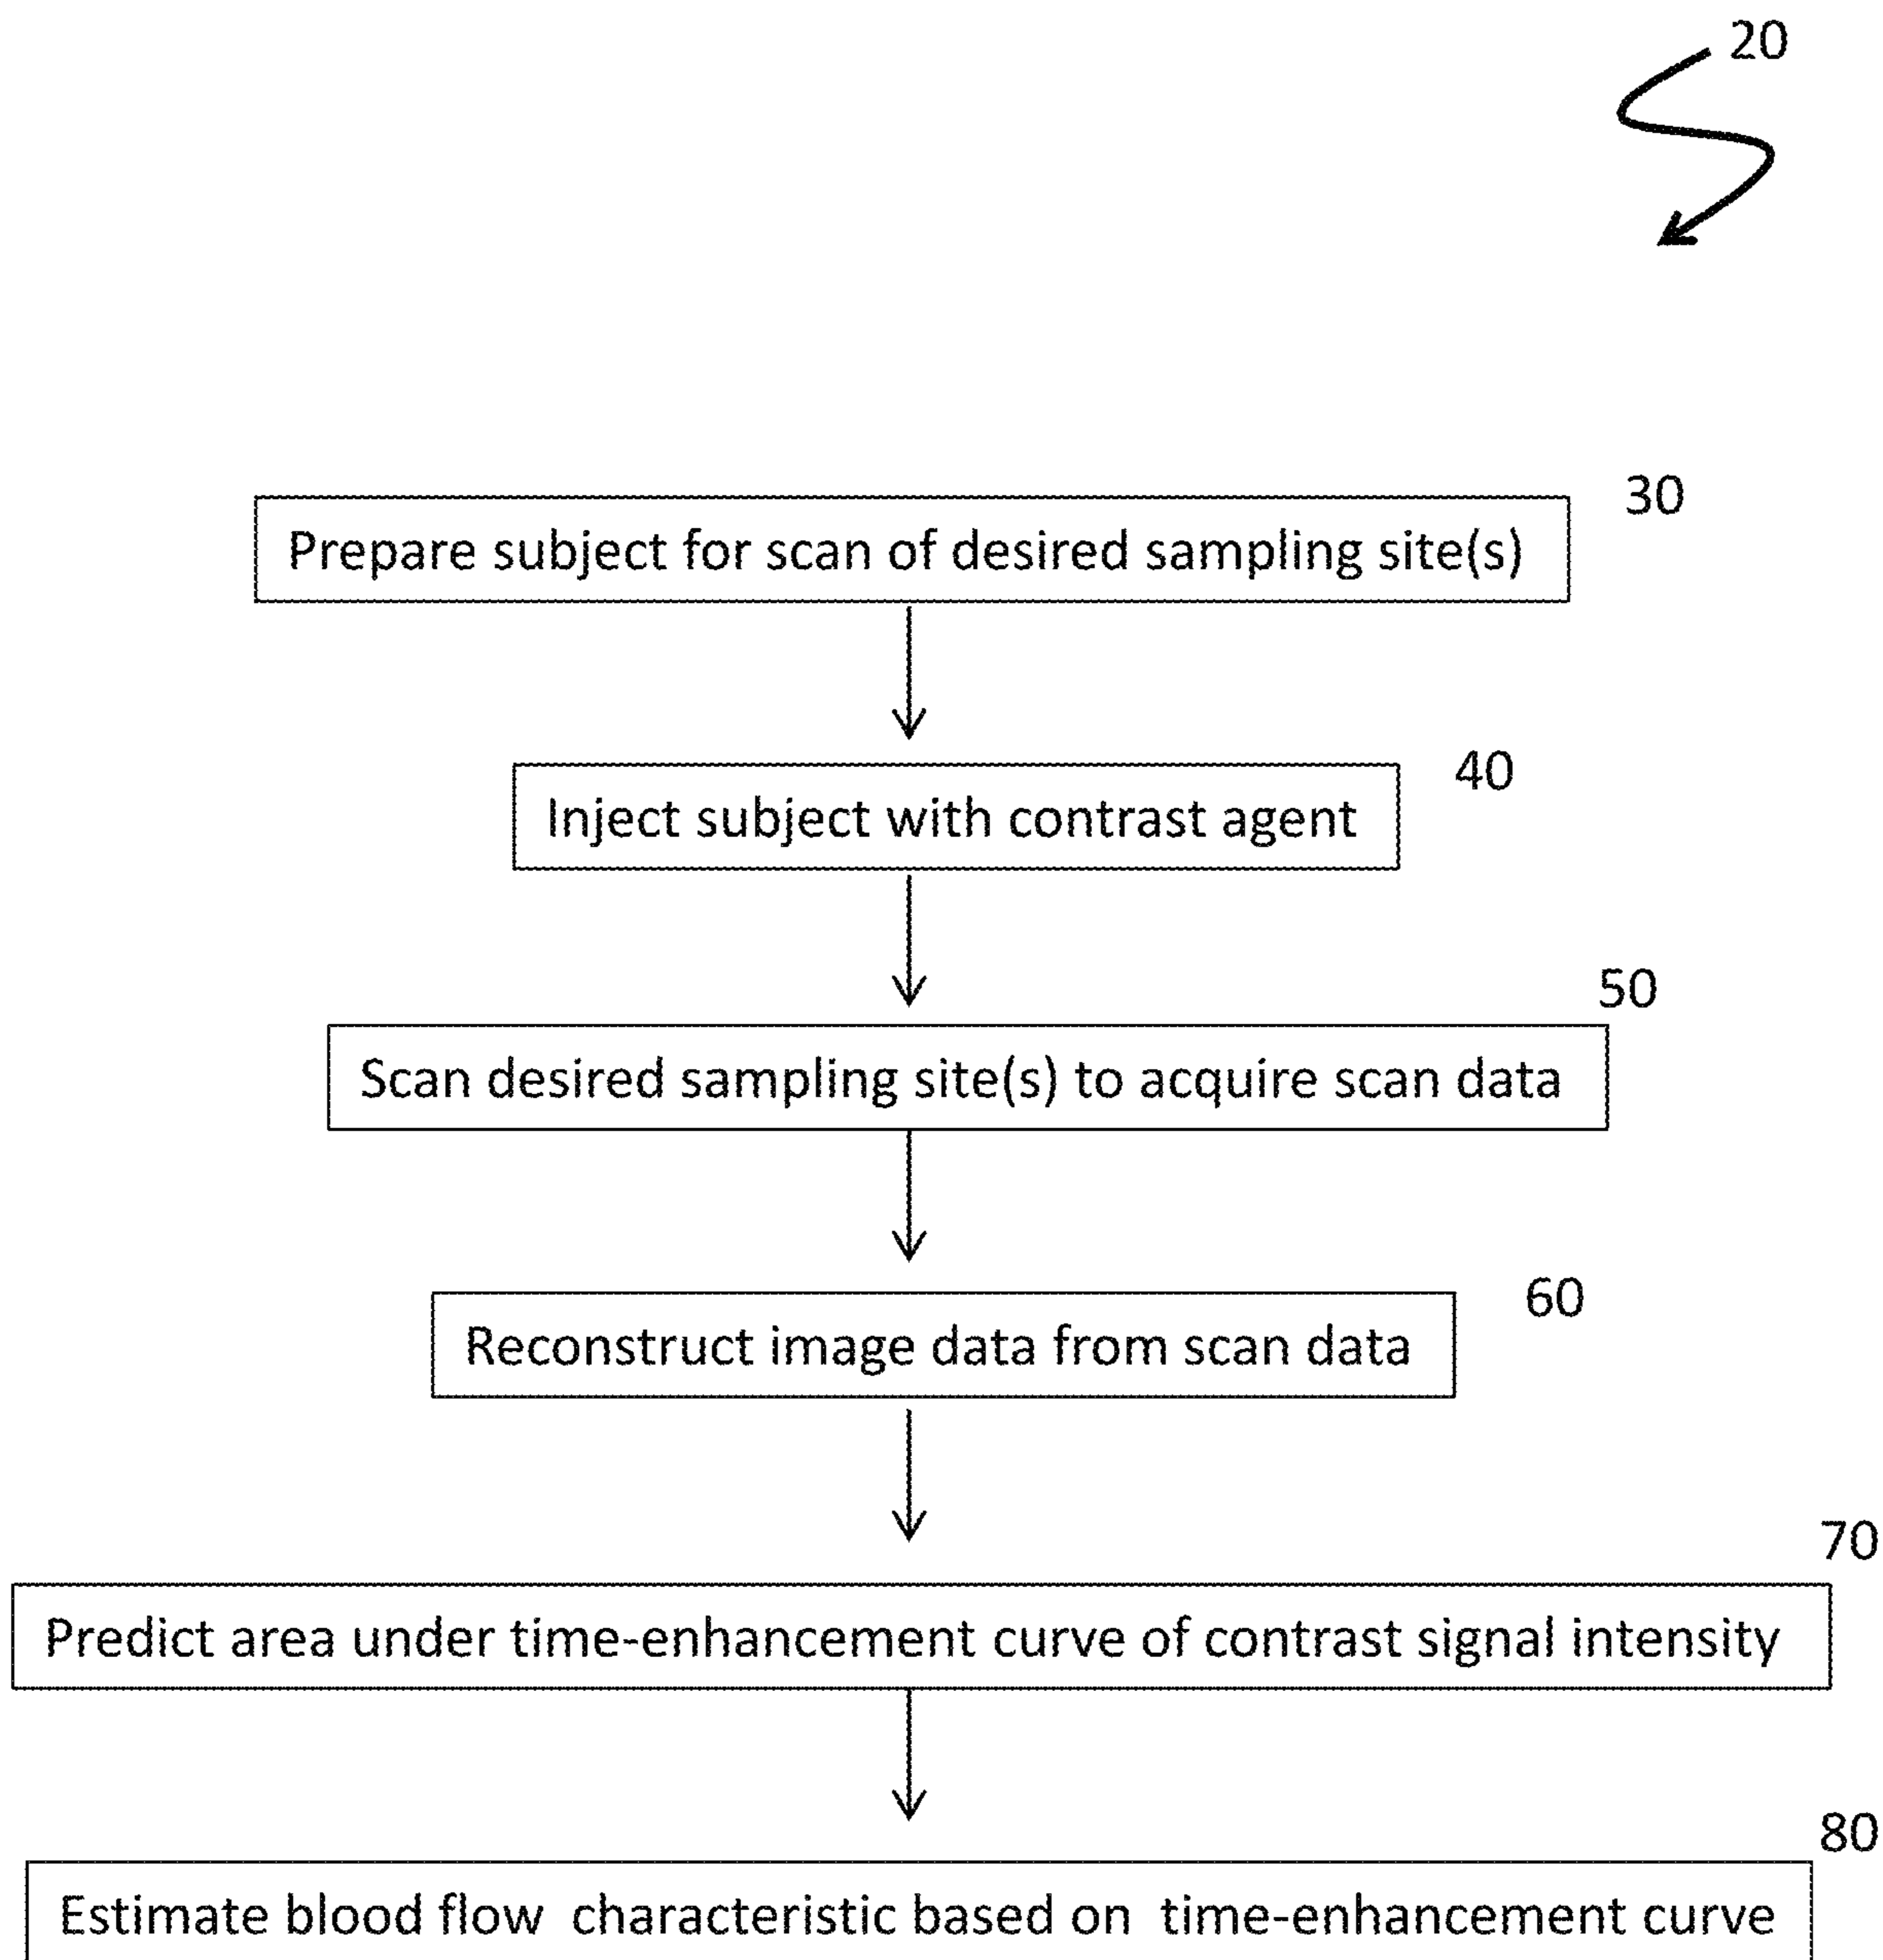 20
30
Prepare subject for scan of desired sampling site(s)
40
Inject subject with contrast agent
50
Scan desired sampling site(s) to acquire scan data
60
Reconstruct image data from scan data
70
Predict area under time-enhancement curve of contrast signal intensity
80
Estimate blood flow  characteristic based on  time-enhancement curve